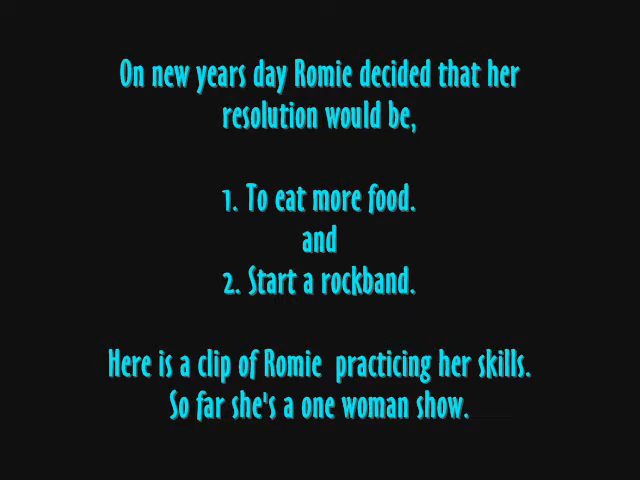 On new years day Romie decided that her
resolution would be,
1. To eat more food.
and
2. Start a rockband.
Here is a clip of Romie practicing her skills.
So far she's a one woman show.